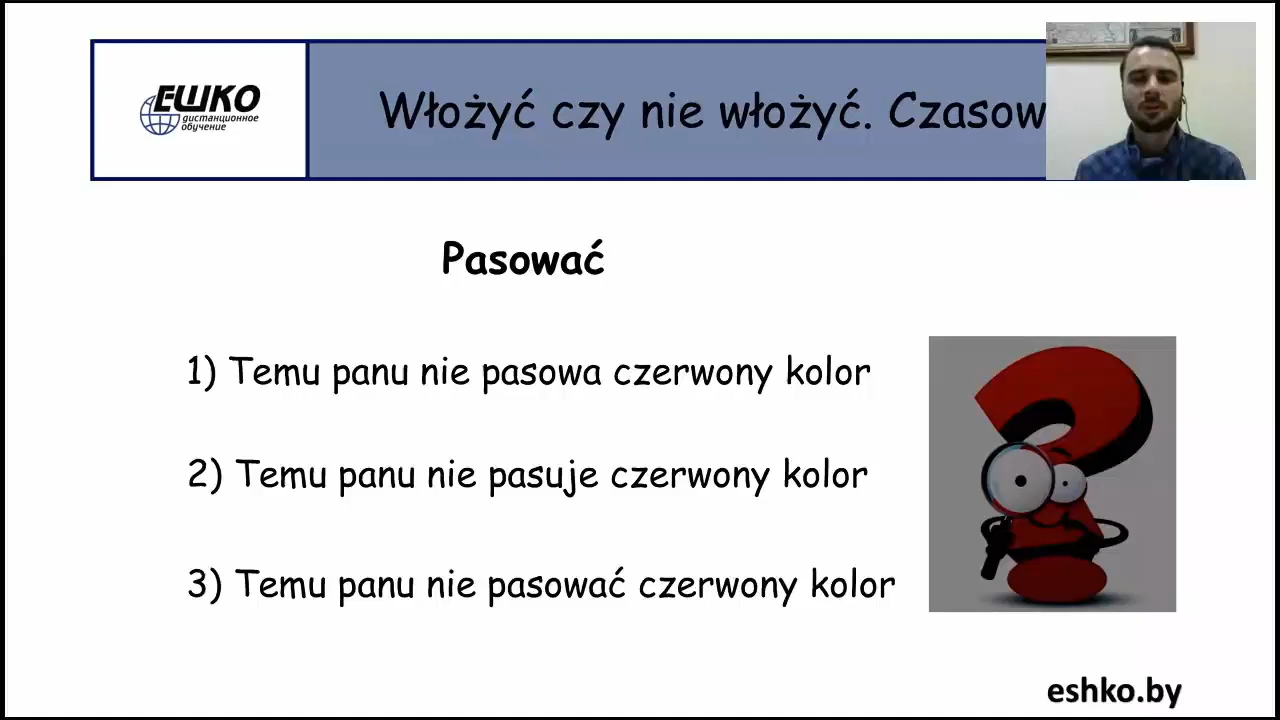 ЕШКО
дистанционное
обучение
Włożyć czy nie włożyć. Czasow
Pasować
1) Temu panu nie pasowa czerwony kolor
2) Temu panu nie pasuje czerwony kolor
3) Temu panu nie pasować czerwony kolor
eshko.by